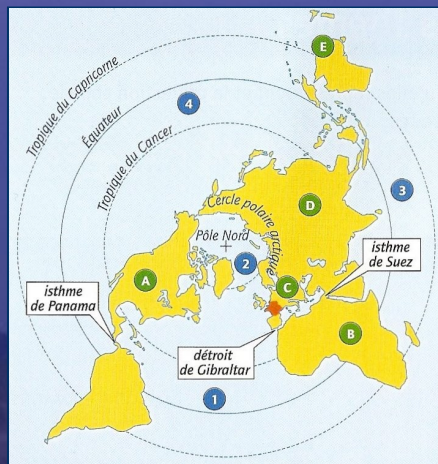 E
Tropique du Capricorne
4
Équateur
Tropique du Cancer
3
D
Cercle polaire arctique
Pôle Nord
isthme
de Suez
2
A
C
isthme
de Panama
B
détroit
de Gibraltar
1